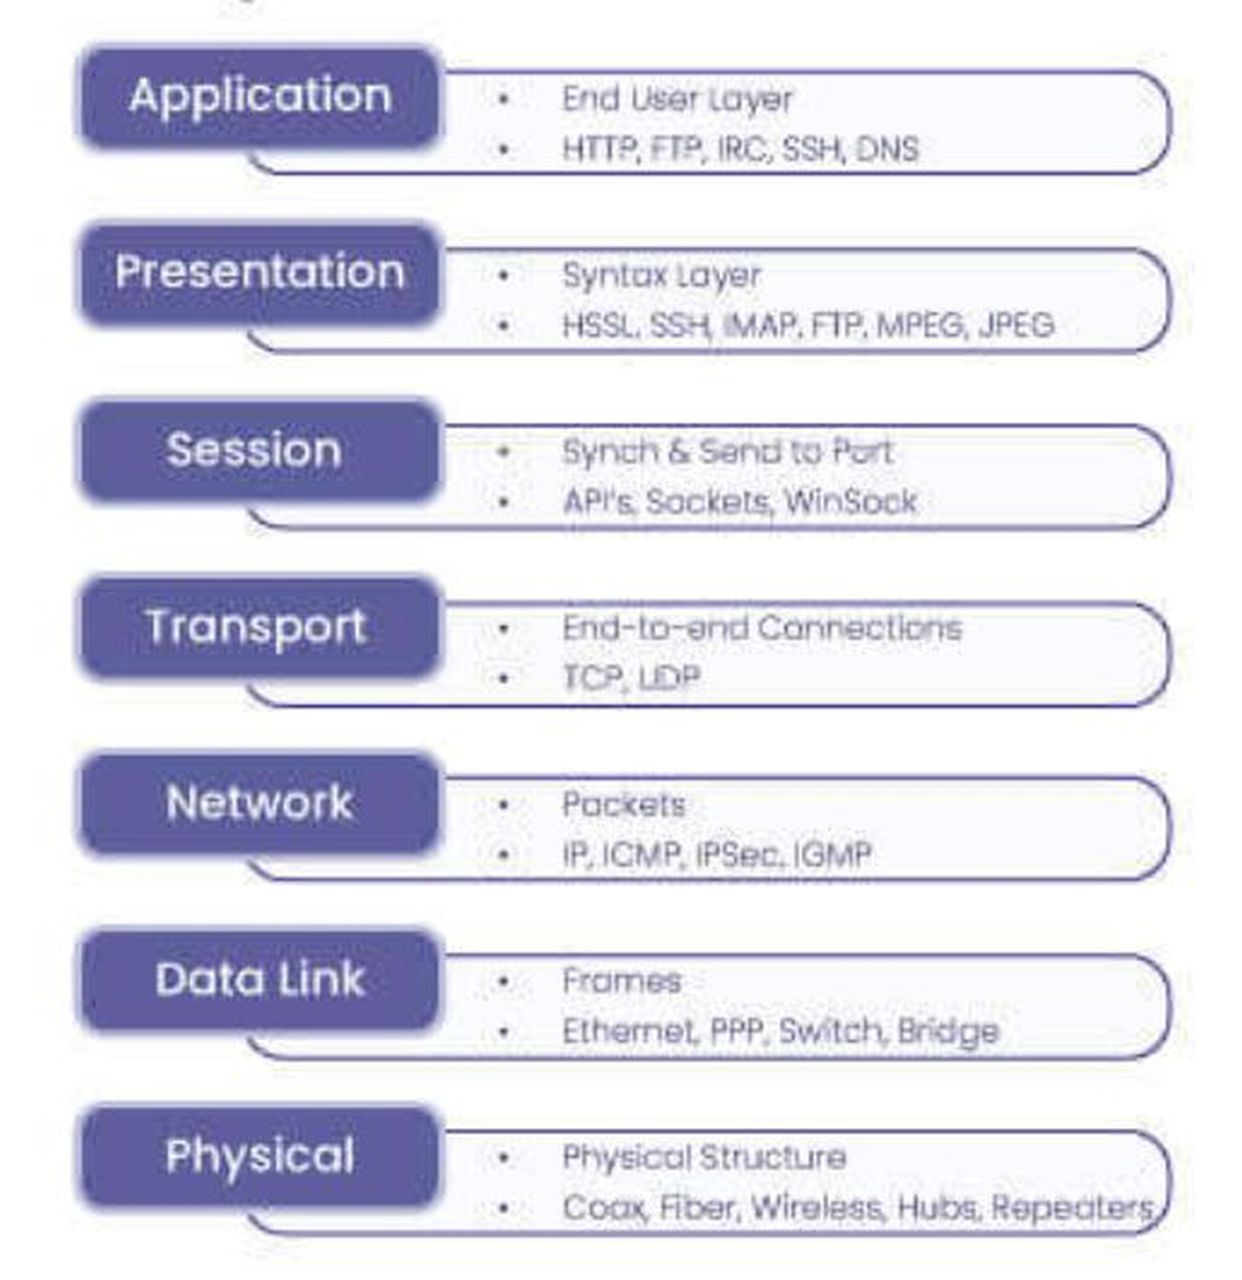 Application
• End User Layer
• HTTP, FTP, IRC, SSH, DNS
Presentation
• Syntax Layer
• HSSL, SSH, IMAP, FTP, MPEG, JPEG
Session
• Synch & Send to Port
• API's, Sockets, WinSock
Transport
• End-to-end Connections
• TCP, UDP
Network
• Packets
• IP, ICMP, IPSec, IGMP
Data Link
• Frames
• Ethernet, PPP, Switch, Bridge
Physical
• Physical Structure
• Coax, Fiber, Wireless, Hubs, Repeaters